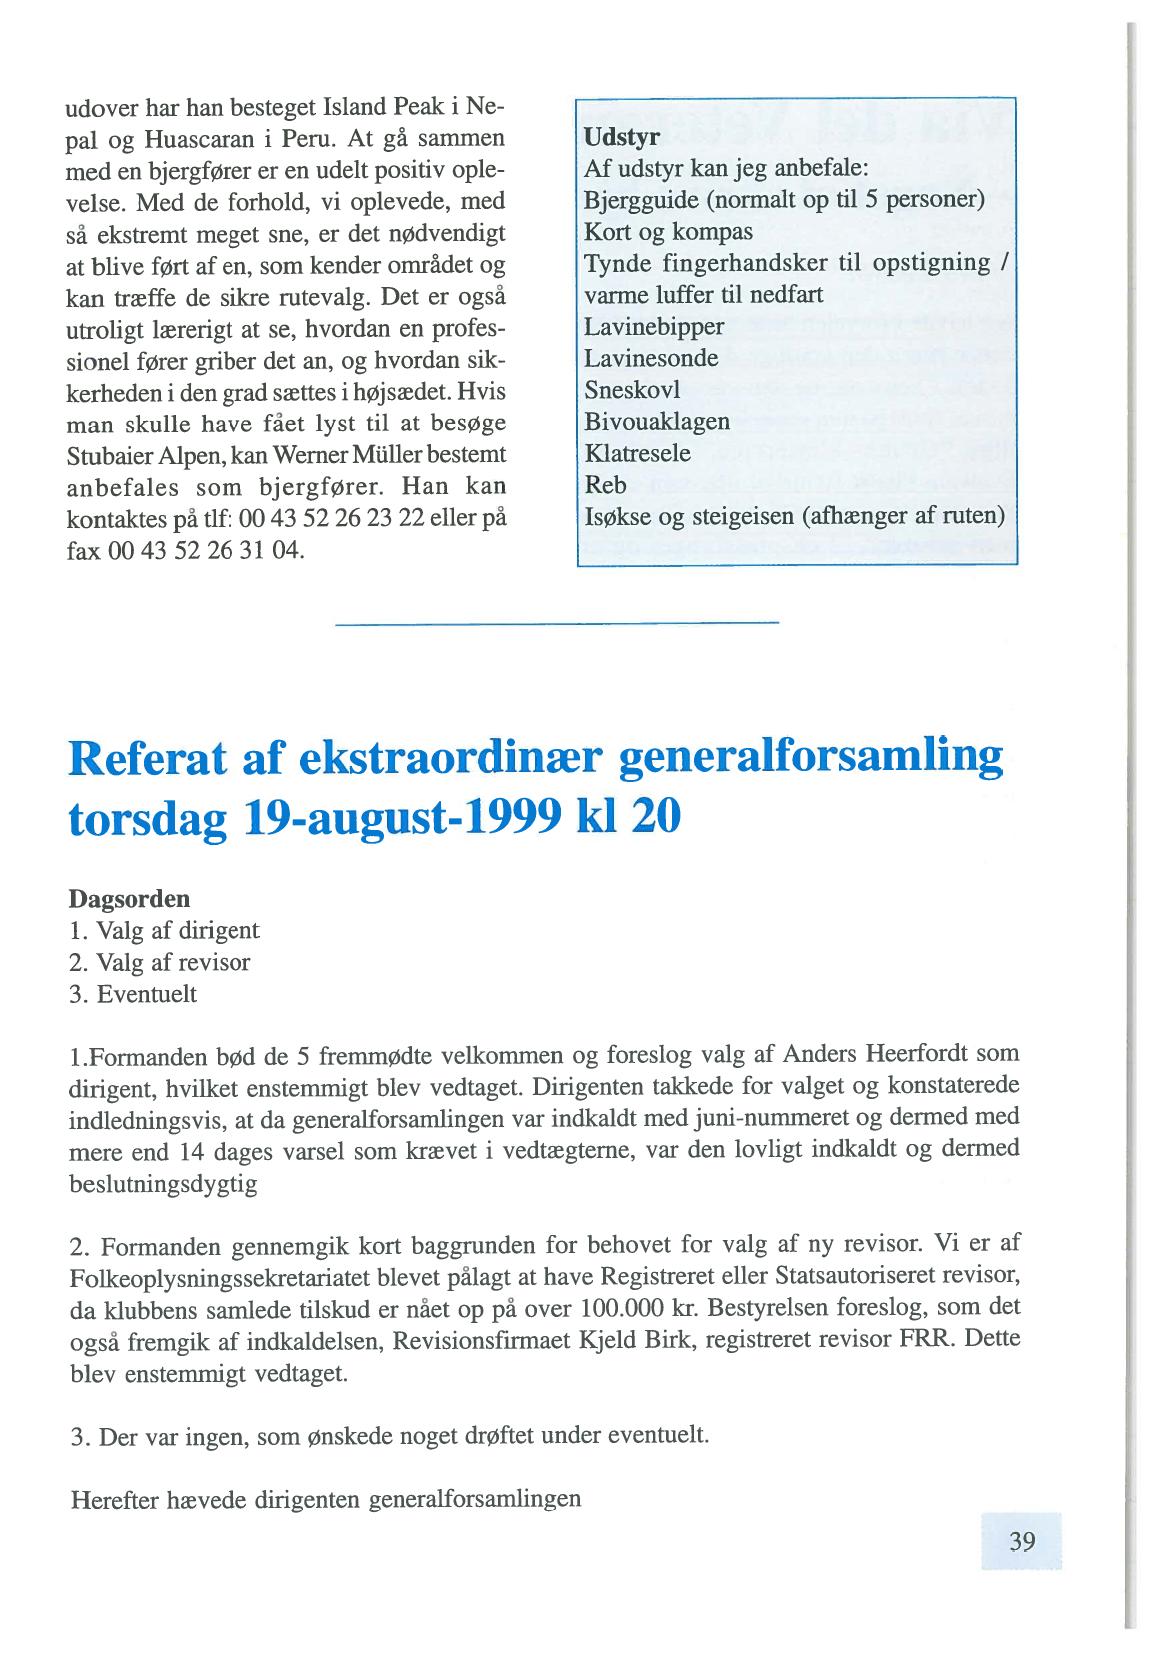 udover har han besteget Island Peak i Ne-
pal og Huascaran i Peru. At gå sammen
med en bjergfører er en udelt positiv ople-
velse. Med de forhold, vi oplevede, med
så ekstremt meget sne, er det nødvendigt
at blive ført af en, som kender området og
kan træffe de sikre rutevalg. Det er også
utroligt lærerigt at se, hvordan en profes-
sionel fører griber det an, og hvordan sik-
kerheden i den grad sættes i højsædet. Hvis
man skulle have fået lyst til at besøge
Stubaier Alpen, kan Werner Müller bestemt
anbefales som bjergfører. Han kan
kontaktes på tlf: 00 43 52 26 23 22 eller på
fax 00 43 52 26 31 04.
Udstyr
Af udstyr kan jeg anbefale:
Bjergguide (normalt op til 5 personer)
Kort og kompas
Tynde fingerhandsker til opstigning /
varme luffer til nedfart
Lavinebipper
Lavinesonde
Sneskovl
Bivouaklagen
Klatresele
Reb
Isøkse og steigeisen (afhænger af ruten)
Referat af ekstraordinær generalforsamling
torsdag 19-august-1999 kl 20
Dagsorden
1. Valg af dirigent
2. Valg af revisor
3. Eventuelt
1.Formanden bød de 5 fremmødte velkommen og foreslog valg af Anders Heerfordt som
dirigent, hvilket enstemmigt blev vedtaget. Dirigenten takkede for valget og konstaterede
indledningsvis, at da generalforsamlingen var indkaldt med juni-nummeret og dermed med
mere end 14 dages varsel som krævet i vedtægterne, var den lovligt indkaldt og dermed
beslutningsdygtig
2. Formanden gennemgik kort baggrunden for behovet for valg af ny revisor. Vi er af
Folkeoplysningssekretariatet blevet pålagt at have Registreret eller Statsautoriseret revisor,
da klubbens samlede tilskud er nået op på over 100.000 kr. Bestyrelsen foreslog, som det
også fremgik af indkaldelsen, Revisionsfirmaet Kjeld Birk, registreret revisor FRR. Dette
blev enstemmigt vedtaget.
3. Der var ingen, som ønskede noget drøftet under eventuelt.
Herefter hævede dirigenten generalforsamlingen
39